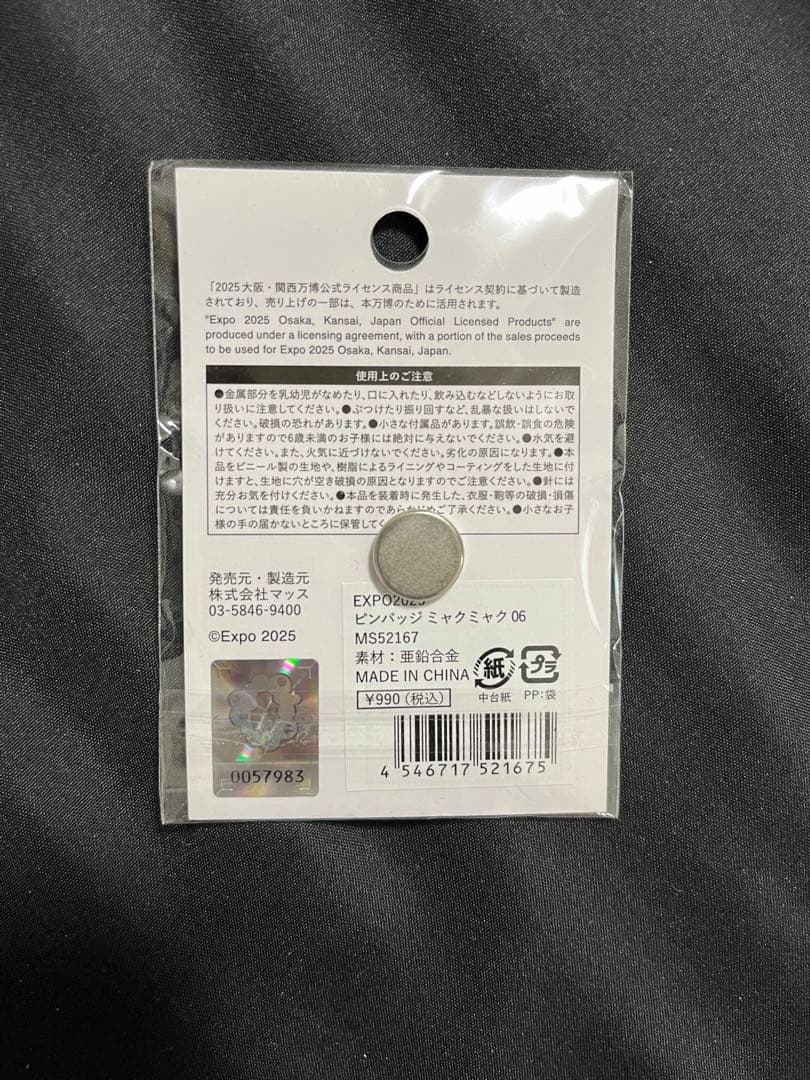 「2025大阪・関西万博公式ライセンス商品」はライセンス契約に基づいて製造
されており、売り上げの一部は、本万博のために活用されます。
"Expo 2025 Osaka, Kansai, Japan Official Licensed Products" are
produced under a licensing agreement, with a portion of the sales proceeds
to be used for Expo 2025 Osaka, Kansai, Japan.
使用上のご注意
●金属部分を乳幼児がなめたり、口に入れたり、飲み込むなどしないようにお取
り扱いに注意してください。●ぶつけたり振り回すなど、乱暴な扱いはしないで
ください。破損の恐れがあります。●小さな付属品があります。誤飲・誤食の危険
がありますので6歳未満のお子様には絶対に与えないでください。●水気を避
けてください。また、火気に近づけないでください。劣化の原因になります。●本
品をビニール製の生地や、樹脂によるライニングやコーティングをした生地に付
けますと、生地に穴が空き破損の原因となりますのでご注意ください。●針には
充分お気を付けください。●本品を装着時に発生した、衣服・鞄等の破損・損傷
については責任を負いかねますのであらかじめご了承ください。●小さなお子
様の手の届かないところに保管してく
発売元・製造元
株式会社マッス
03-5846-9400
©Expo 2025
0057983
EXPO2025
ピンバッジ ミャクミャク 06
MS52167
素材：亜鉛合金
MADE IN CHINA
¥990（税込）
紙
中台紙
プラ
PP：袋
4 546717 521675